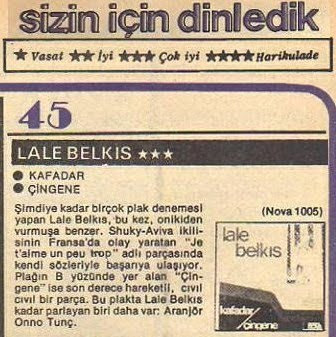 sizin için dinledik
★ Vasat ★★ İyi ★★★ Çok iyi ★★★★ Harikulade
45
LALE BELKIS ★★★
● KAFADAR
● ÇİNGENE
Şimdiye kadar birçok plak denemesi
yapan Lale Belkıs, bu kez, onikiden
vurmuşa benzer. Shuky-Aviva ikili-
sinin Fransa'da olay yaratan "Je
t'aime un peu trop" adlı parçasında
kendi sözleriyle başarıya ulaşıyor.
Plağın B yüzünde yer alan "Çin-
gene" ise son derece hareketli, cıvıl
cıvıl bir parça. Bu plakta Lale Belkıs
kadar parlayan biri daha var: Aranjör
Onno Tunç.
(Nova 1005)
lale
belkıs
kafadar
çingene